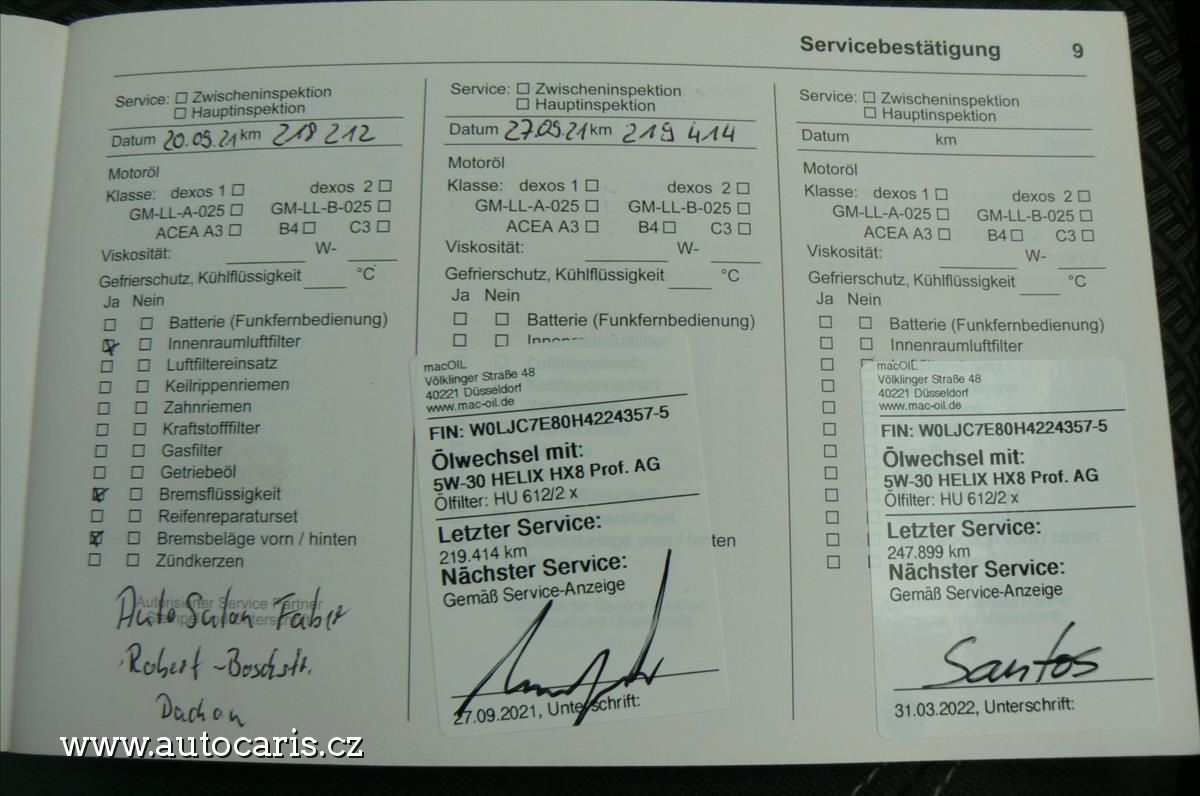 Servicebestätigung 9
Service: Zwischeninspektion
Hauptinspektion
Datum 20.09.21 km 218 212
Motoröl
Klasse: dexos 1 dexos 2
GM-LL-A-025 GM-LL-B-025
ACEA A3 B4 C3
Viskosität: W-
Gefrierschutz, Kühlflüssigkeit °C
Ja Nein
Batterie (Funkfernbedienung)
Innenraumluftfilter
Luftfiltereinsatz
Keilrippenriemen
Zahnriemen
Kraftstofffilter
Gasfilter
Getriebeöl
Bremsflüssigkeit
Reifenreparaturset
Bremsbeläge vorn / hinten
Zündkerzen
Autorisierter Service Partner
Stempel und Unterschrift
Auto Salon
Robert-Boschstr.
Dachau
Service: Zwischeninspektion
Hauptinspektion
Datum 27.09.21 km 219 414
Motoröl
Klasse: dexos 1 dexos 2
GM-LL-A-025 GM-LL-B-025
ACEA A3 B4 C3
Viskosität: W-
Gefrierschutz, Kühlflüssigkeit °C
Ja Nein
Batterie (Funkfernbedienung)
Innenraumluftfilter
macOIL
Völklinger Straße 48
40221 Düsseldorf
www.mac-oil.de
FIN: W0LJC7E80H4224357-5
Ölwechsel mit:
5W-30 HELIX HX8 Prof. AG
Ölfilter: HU 612/2 x
Letzter Service:
219.414 km
Nächster Service:
Gemäß Service-Anzeige
27.09.2021, Unterschrift:
Service: Zwischeninspektion
Hauptinspektion
Datum km
Motoröl
Klasse: dexos 1 dexos 2
GM-LL-A-025 GM-LL-B-025
ACEA A3 B4 C3
Viskosität: W-
Gefrierschutz, Kühlflüssigkeit °C
Ja Nein
Batterie (Funkfernbedienung)
Innenraumluftfilter
macOIL
Völklinger Straße 48
40221 Düsseldorf
www.mac-oil.de
FIN: W0LJC7E80H4224357-5
Ölwechsel mit:
5W-30 HELIX HX8 Prof. AG
Ölfilter: HU 612/2 x
Letzter Service:
247.899 km
Nächster Service:
Gemäß Service-Anzeige
Santos
31.03.2022, Unterschrift:
www.autocaris.cz